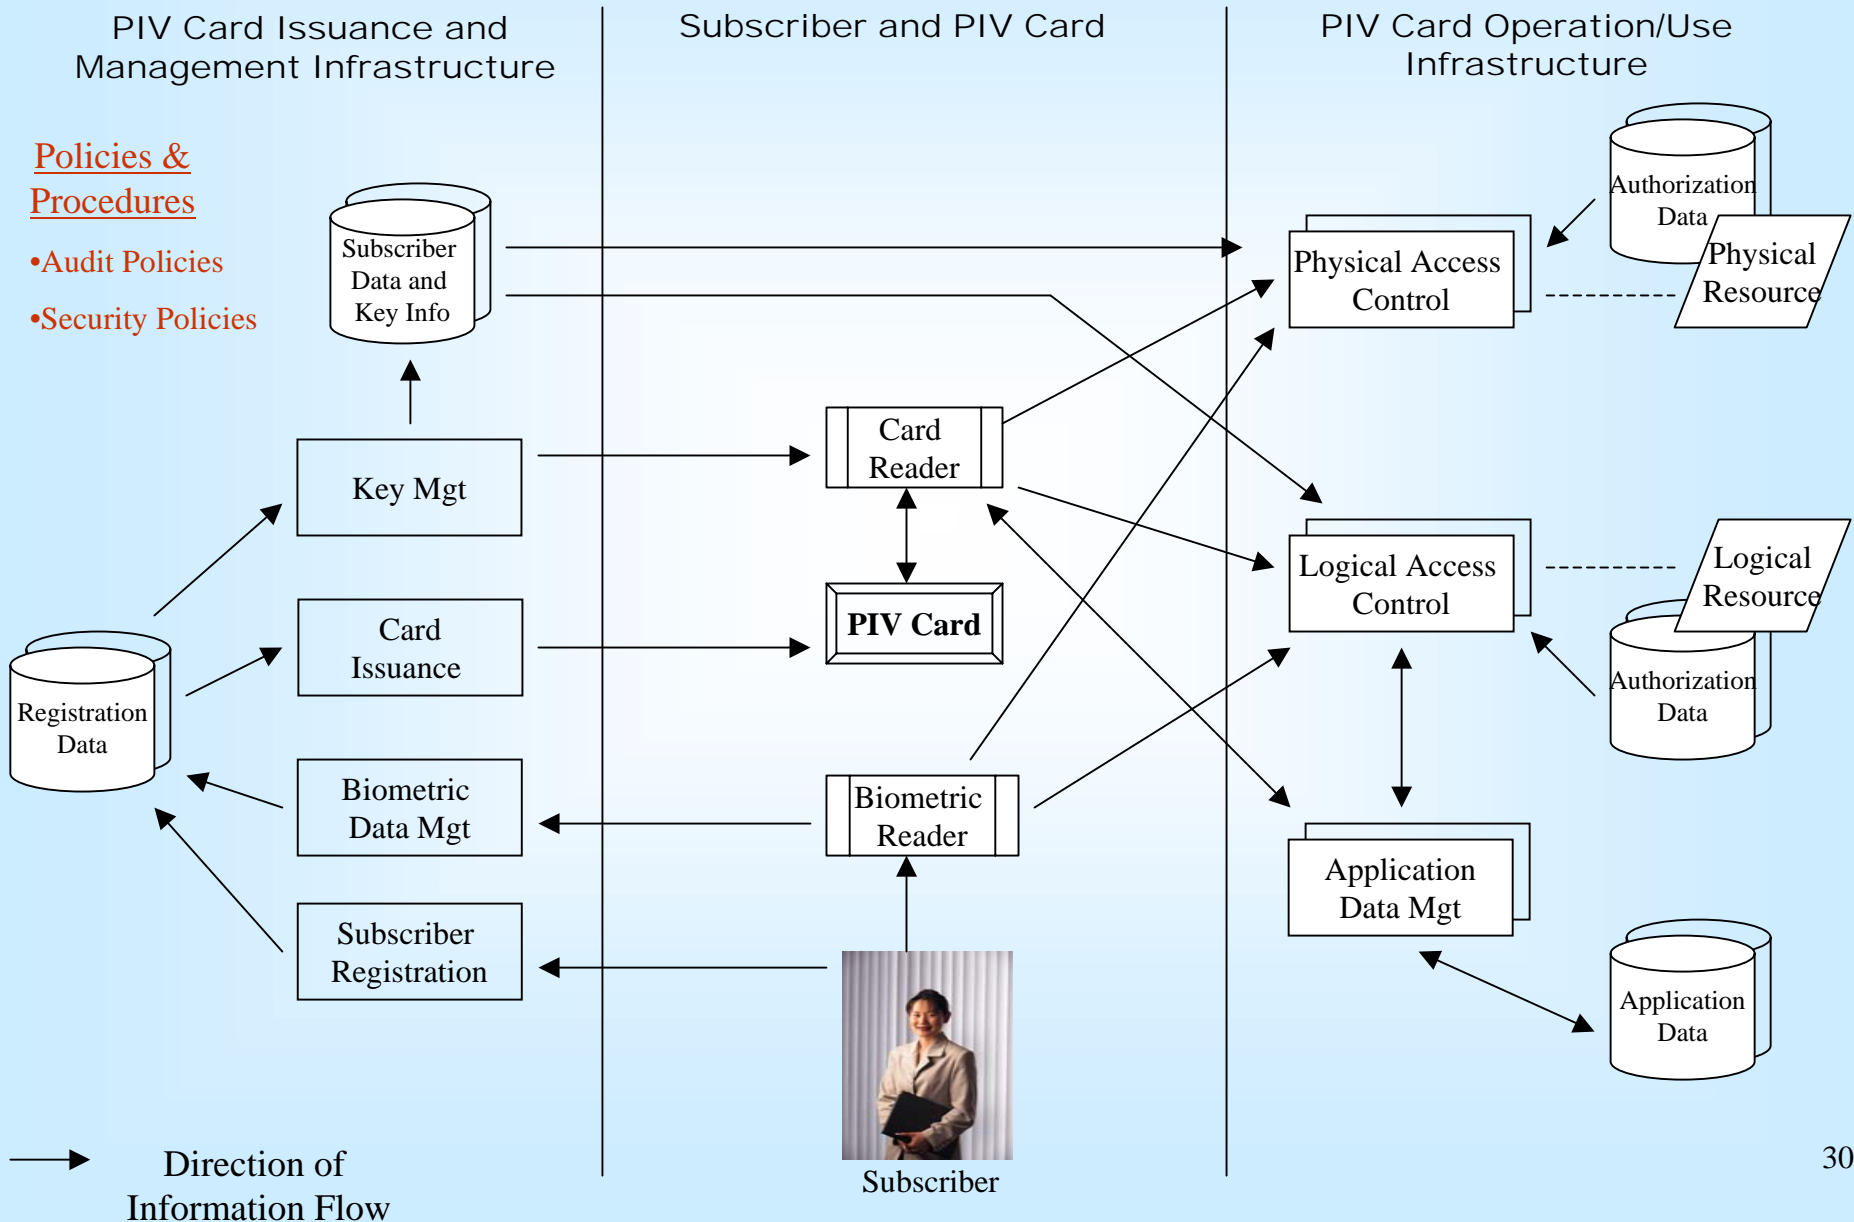 PIV Card Issuance and
Management Infrastructure
Subscriber and PIV Card
PIV Card Operation/Use
Infrastructure
Policies &
Procedures
•Audit Policies
•Security Policies
Subscriber
Data and
Key Info
Key Mgt
Card
Issuance
Registration
Data
Biometric
Data Mgt
Subscriber
Registration
Card
Reader
PIV Card
Biometric
Reader
Subscriber
Authorization
Data
Physical Access
Control
Physical
Resource
Logical Access
Control
Logical
Resource
Authorization
Data
Application
Data Mgt
Application
Data
Direction of
Information Flow
30